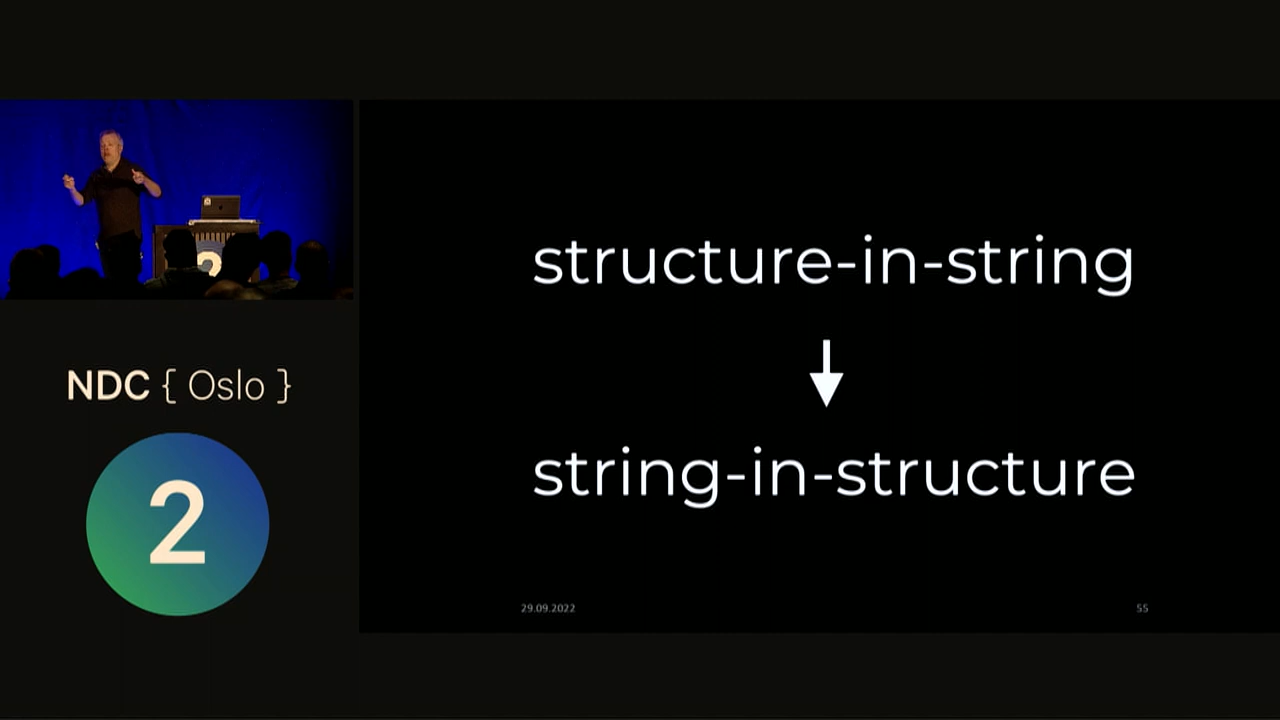 structure-in-string
string-in-structure
NDC { Oslo }
2
29.09.2022
55